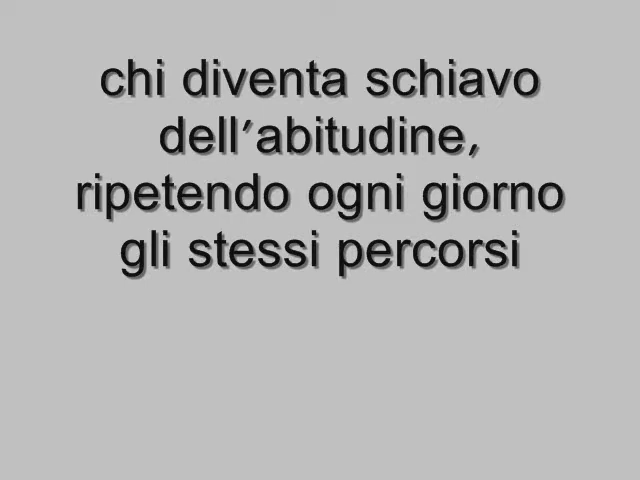 chi diventa schiavo
dell'abitudine,
ripetendo ogni giorno
gli stessi percorsi